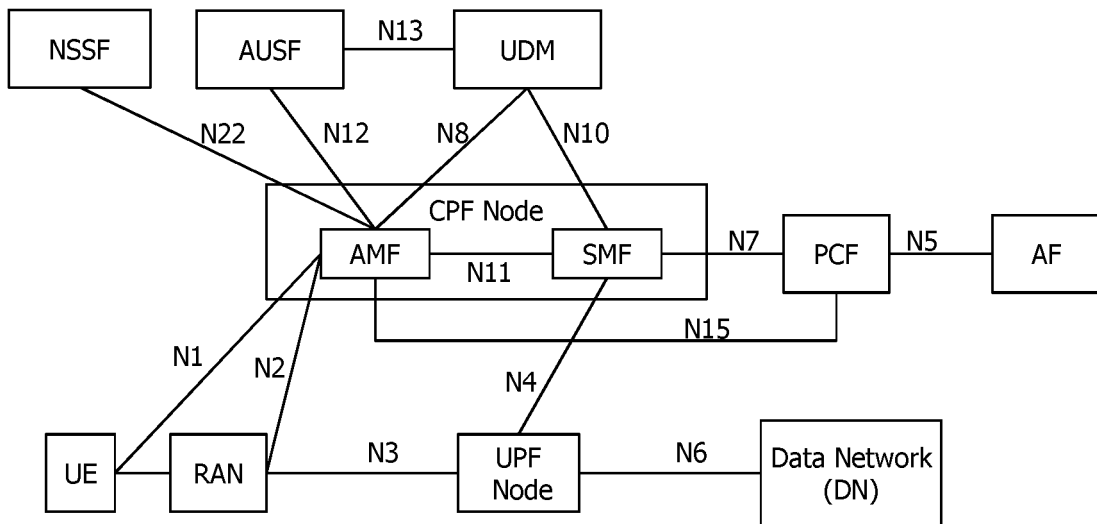 NSSF
AUSF
N13
UDM
N22
N12
N8
N10
CPF Node
AMF
N11
SMF
N7
PCF
N5
AF
N15
N1
N2
N4
UE
RAN
N3
UPF
Node
N6
Data Network
(DN)